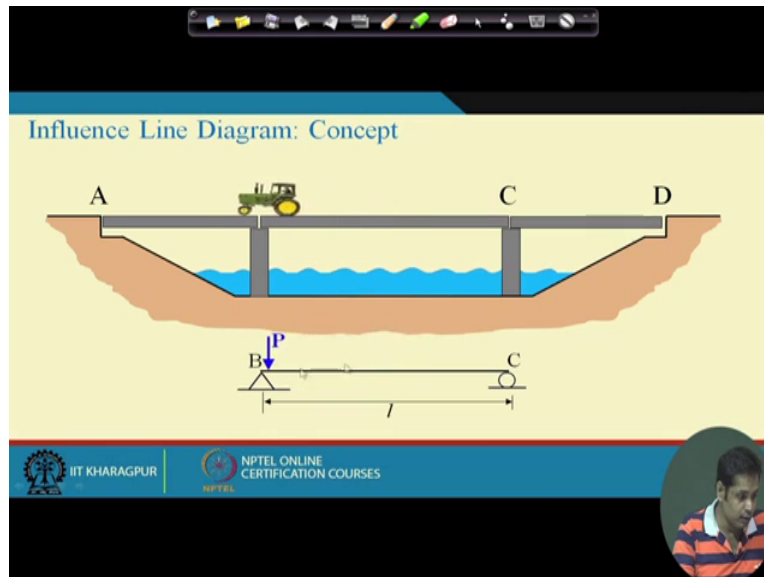 Influence Line Diagram: Concept
A
C
D
P
B
C
l
IIT KHARAGPUR
NPTEL
NPTEL ONLINE
CERTIFICATION COURSES